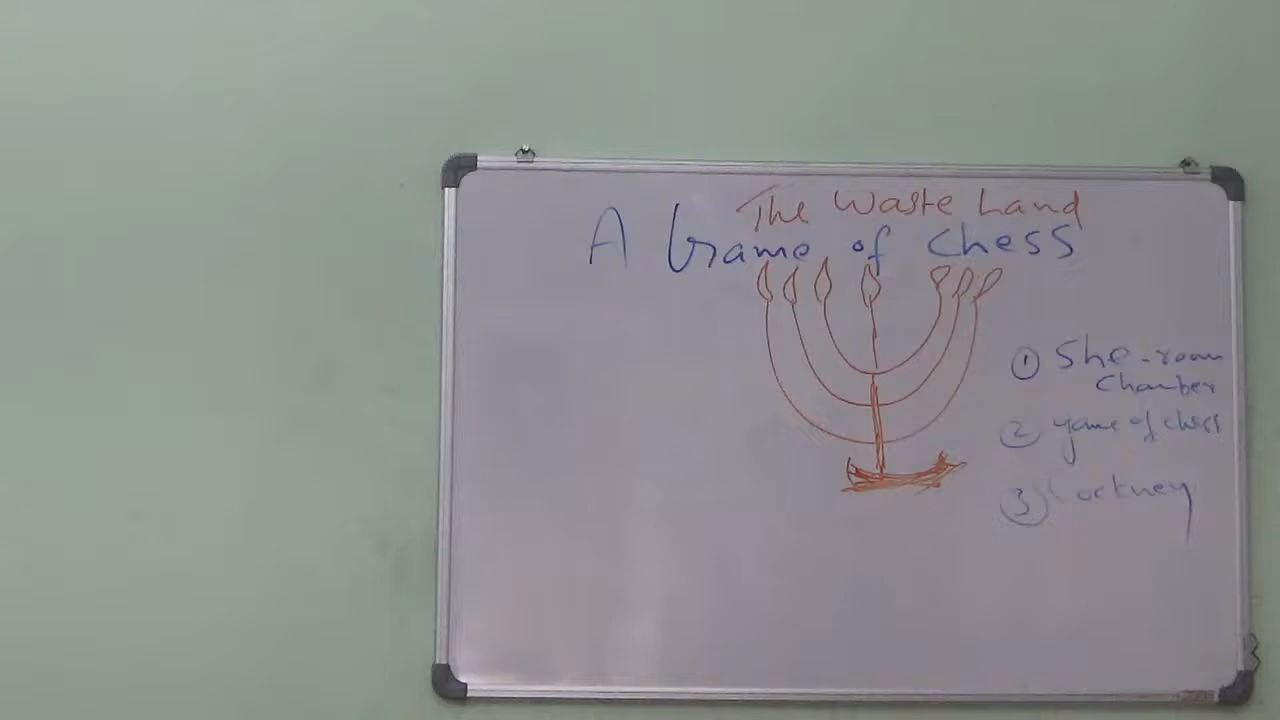 The Waste Land
A Game of Chess
① She - room
Chamber
② game of chess
③ Cockney